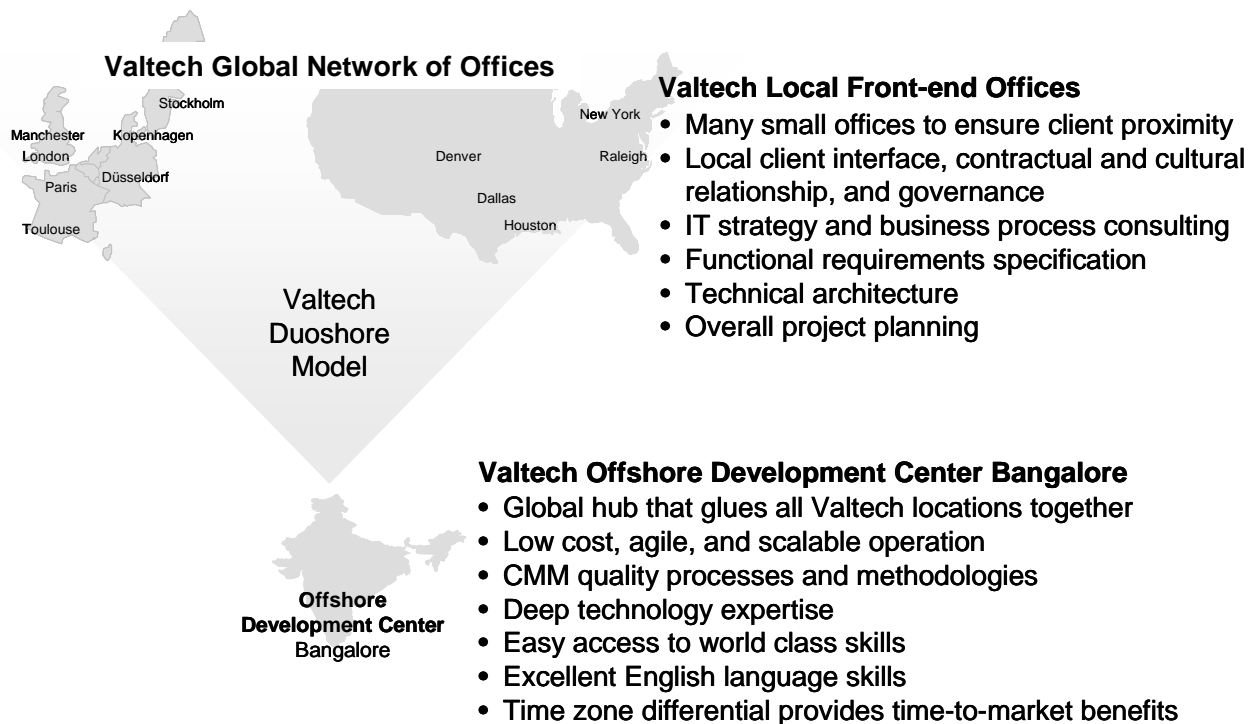 Valtech Global Network of Offices
Stockholm
Manchester
Kopenhagen
London
Düsseldorf
Paris
Toulouse
New York
Denver
Raleigh
Dallas
Houston
Valtech
Duoshore
Model
Valtech Local Front-end Offices
• Many small offices to ensure client proximity
• Local client interface, contractual and cultural
relationship, and governance
• IT strategy and business process consulting
• Functional requirements specification
• Technical architecture
• Overall project planning
Offshore
Development Center
Bangalore
Valtech Offshore Development Center Bangalore
• Global hub that glues all Valtech locations together
• Low cost, agile, and scalable operation
• CMM quality processes and methodologies
• Deep technology expertise
• Easy access to world class skills
• Excellent English language skills
• Time zone differential provides time-to-market benefits